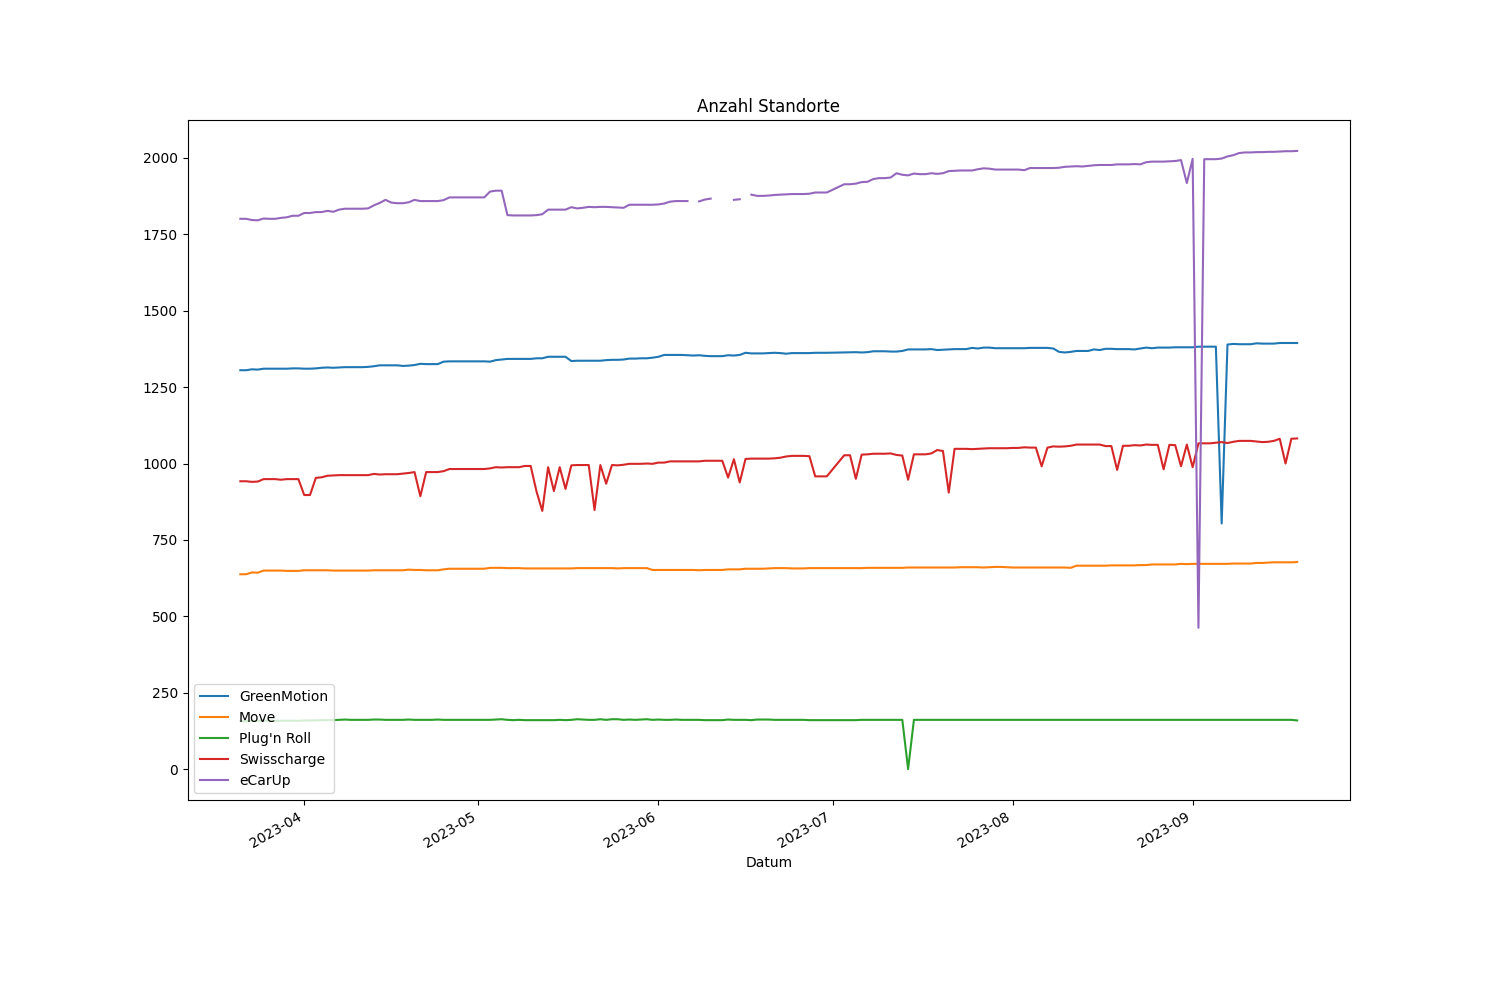 Anzahl Standorte
2000
1750
1500
1250
1000
750
500
250
0
GreenMotion
Move
Plug'n Roll
Swisscharge
eCarUp
2023-04
2023-05
2023-06
2023-07
2023-08
2023-09
Datum